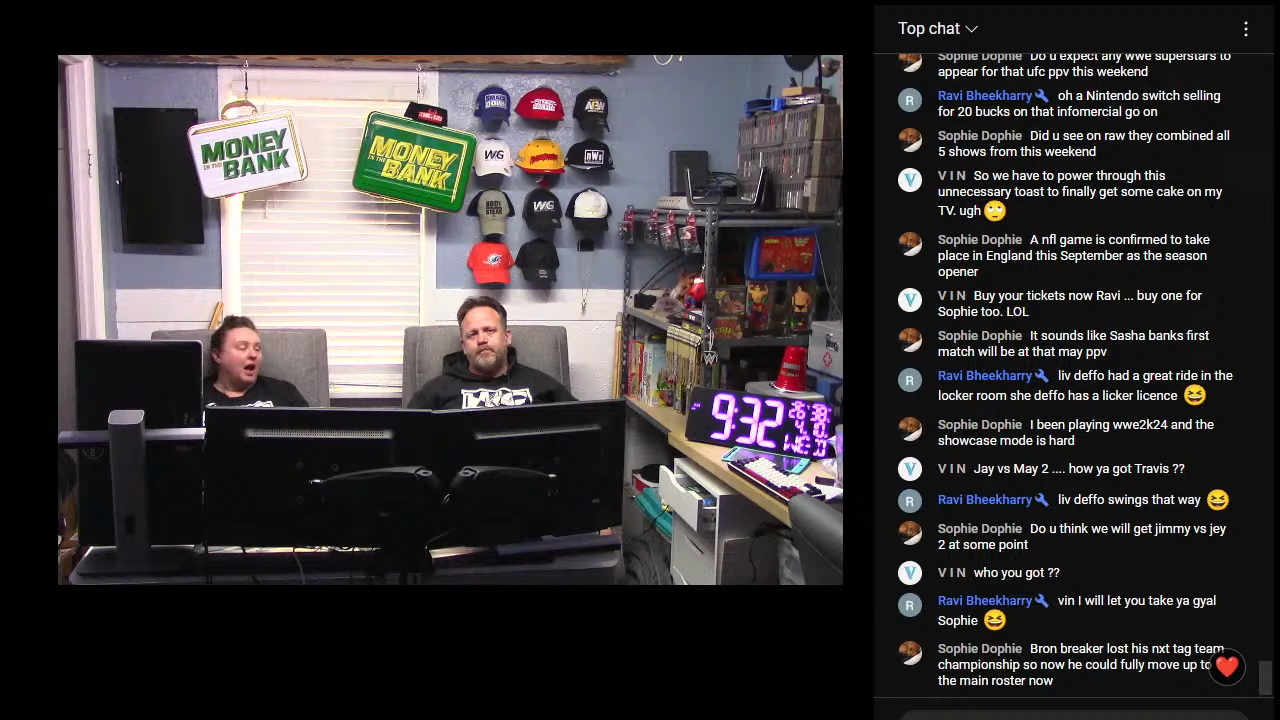 Top chat
Sophie Dophie Do u expect any wwe superstars to
appear for that ufc ppv this weekend
R
Ravi Bheekharry oh a Nintendo switch selling
for 20 bucks on that infomercial go on
Sophie Dophie Did u see on raw they combined all
5 shows from this weekend
V
V I N So we have to power through this
unnecessary toast to finally get some cake on my
TV. ugh 🙄
Sophie Dophie A nfl game is confirmed to take
place in England this September as the season
opener
V
V I N Buy your tickets now Ravi ... buy one for
Sophie too. LOL
Sophie Dophie It sounds like Sasha banks first
match will be at that may ppv
R
Ravi Bheekharry liv deffo had a great ride in the
locker room she deffo has a licker licence 😆
Sophie Dophie I been playing wwe2k24 and the
showcase mode is hard
V
V I N Jay vs May 2 .... how ya got Travis ??
R
Ravi Bheekharry liv deffo swings that way 😆
Sophie Dophie Do u think we will get jimmy vs jey
2 at some point
V
V I N who you got ??
R
Ravi Bheekharry vin I will let you take ya gyal
Sophie 😆
Sophie Dophie Bron breaker lost his nxt tag team
championship so now he could fully move up to
the main roster now
MONEY
IN THE BANK
MONEY
IN THE BANK
nWo
9:32